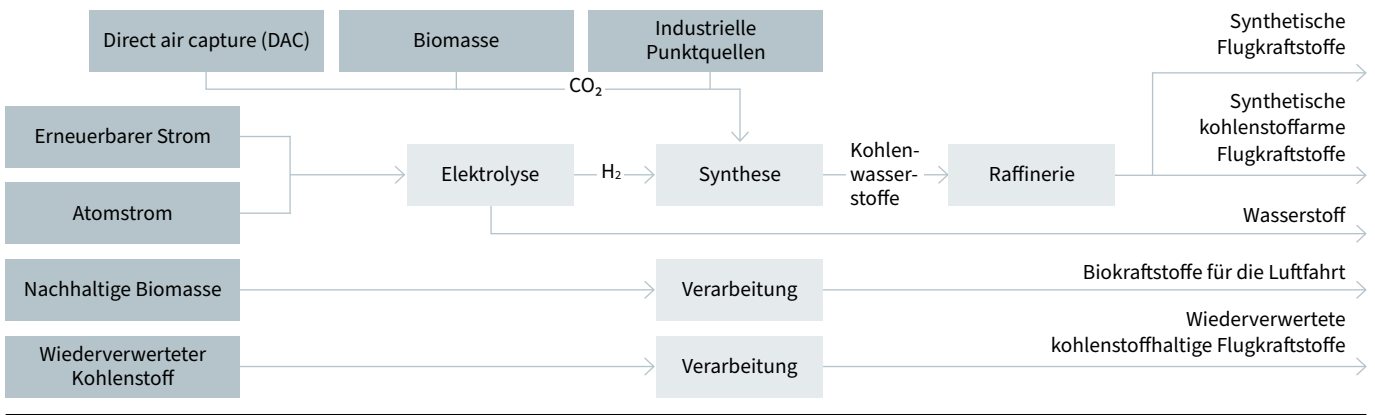 Direct air capture (DAC)
Biomasse
Industrielle
Punktquellen
Synthetische
Flugkraftstoffe
CO₂
Erneuerbarer Strom
Synthetische
kohlenstoffarme
Flugkraftstoffe
Elektrolyse
H₂
Synthese
Kohlen-
wasser-
stoffe
Raffinerie
Atomstrom
Wasserstoff
Nachhaltige Biomasse
Verarbeitung
Biokraftstoffe für die Luftfahrt
Wiederverwerteter
Kohlenstoff
Verarbeitung
Wiederverwertete
kohlenstoffhaltige Flugkraftstoffe